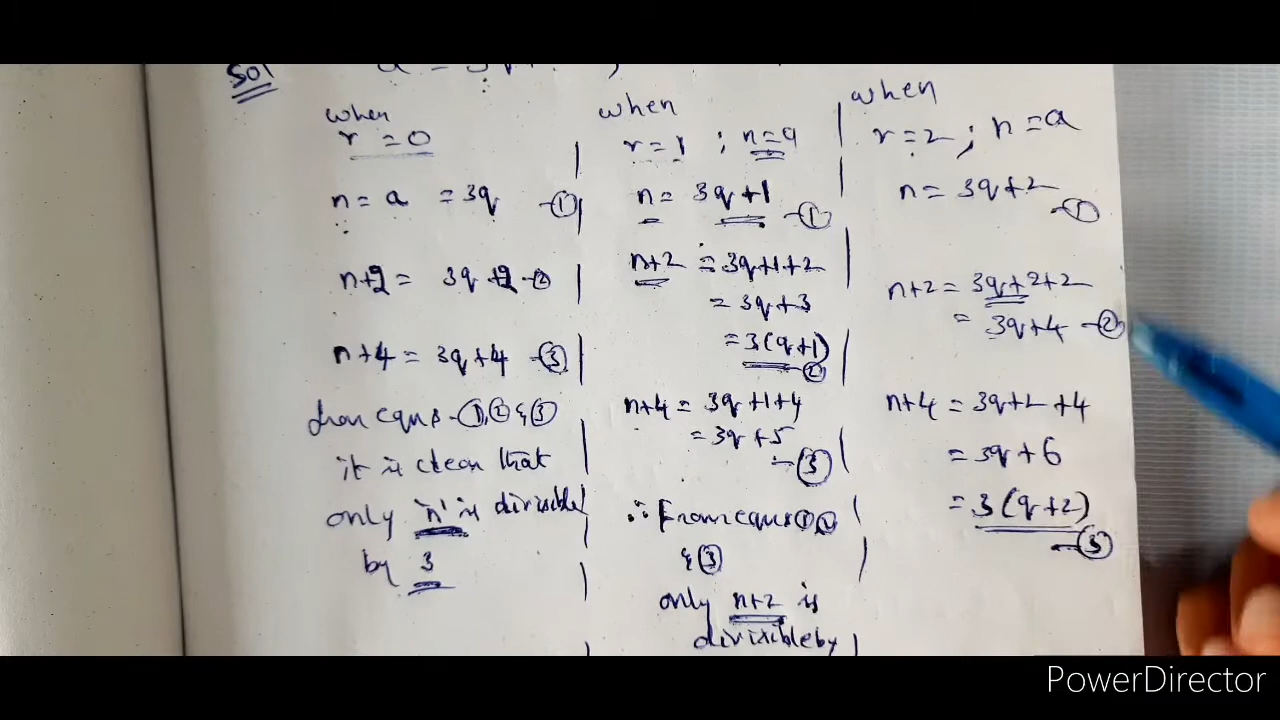 Sol
when
r = 0
n = a = 3q —①
n+2 = 3q+2 —②
n+4 = 3q+4 —③
from equs - ①, ② & ③
it is clear that
only 'n' is divisible
by 3
when
r = 1 ; n = a
n = 3q+1 —①
n+2 = 3q+1+2
= 3q+3
= 3(q+1)
②
n+4 = 3q+1+4
= 3q+5
—③
∴ From equs ① ②
& ③
only n+2 is
divisible by
when
r = 2 ; n = a
n = 3q+2
—①
n+2 = 3q+2+2
= 3q+4 —②
n+4 = 3q+2+4
= 3q+6
= 3(q+2)
—③
PowerDirector